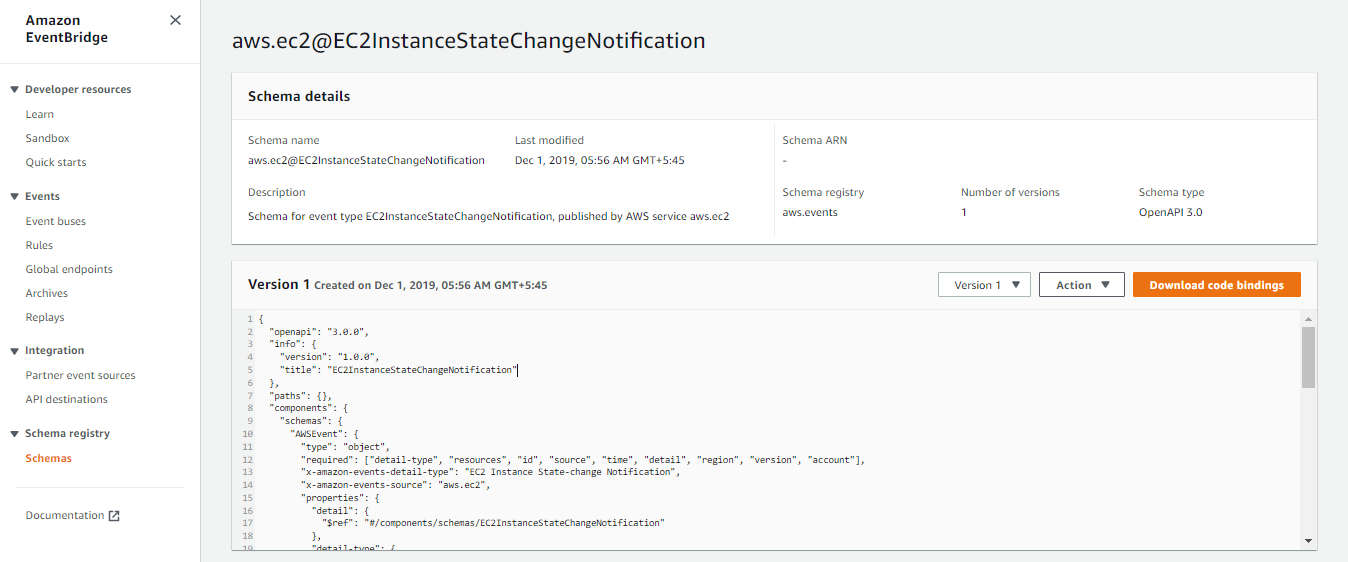 Amazon
EventBridge
Developer resources
Learn
Sandbox
Quick starts
Events
Event buses
Rules
Global endpoints
Archives
Replays
Integration
Partner event sources
API destinations
Schema registry
Schemas
Documentation
aws.ec2@EC2InstanceStateChangeNotification
Schema details
Schema name
aws.ec2@EC2InstanceStateChangeNotification
Last modified
Dec 1, 2019, 05:56 AM GMT+5:45
Description
Schema for event type EC2InstanceStateChangeNotification, published by AWS service aws.ec2
Schema ARN
-
Schema registry
aws.events
Number of versions
1
Schema type
OpenAPI 3.0
Version 1 Created on Dec 1, 2019, 05:56 AM GMT+5:45
Version 1
Action
Download code bindings
1 {
2 "openapi": "3.0.0",
3 "info": {
4 "version": "1.0.0",
5 "title": "EC2InstanceStateChangeNotification"
6 },
7 "paths": {},
8 "components": {
9 "schemas": {
10 "AWSEvent": {
11 "type": "object",
12 "required": ["detail-type", "resources", "id", "source", "time", "detail", "region", "version", "account"],
13 "x-amazon-events-detail-type": "EC2 Instance State-change Notification",
14 "x-amazon-events-source": "aws.ec2",
15 "properties": {
16 "detail": {
17 "$ref": "#/components/schemas/EC2InstanceStateChangeNotification"
18 },
19 "detail-type": {